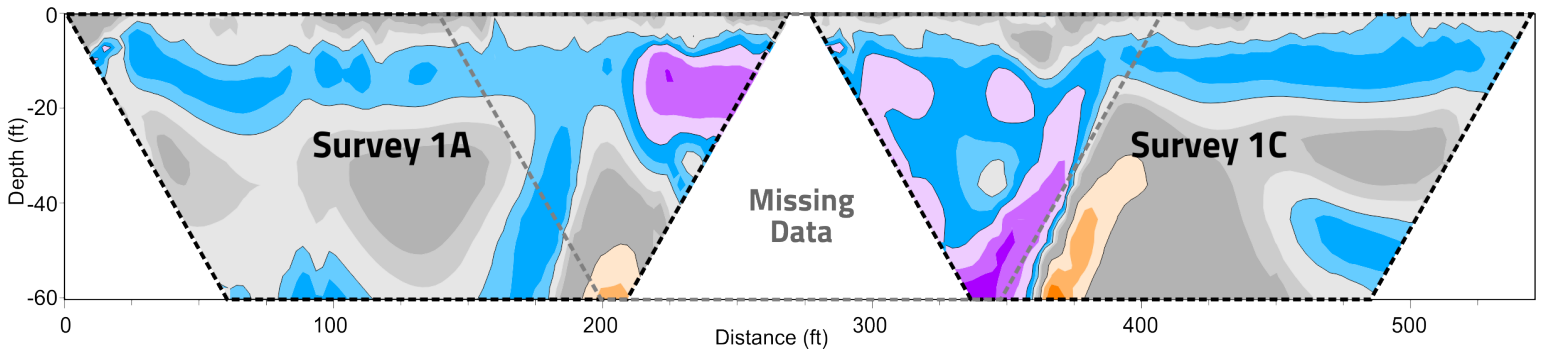 0
-20
-40
-60
Depth (ft)
Survey 1A
Survey 1C
Missing
Data
0
100
200
300
400
500
Distance (ft)